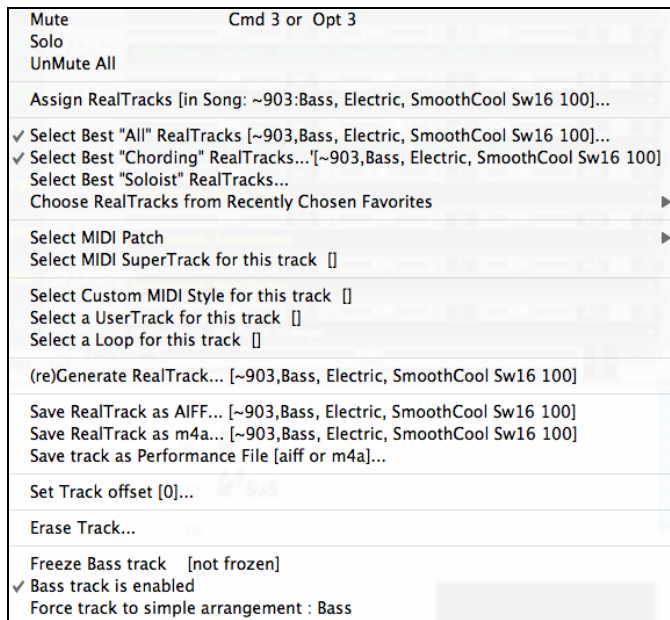 Mute Cmd 3 or Opt 3
Solo
UnMute All
Assign RealTracks [in Song: ~903:Bass, Electric, SmoothCool Sw16 100]...
✓ Select Best "All" RealTracks [~903,Bass, Electric, SmoothCool Sw16 100]...
✓ Select Best "Chording" RealTracks...'[~903,Bass, Electric, SmoothCool Sw16 100]
Select Best "Soloist" RealTracks...
Choose RealTracks from Recently Chosen Favorites
Select MIDI Patch
Select MIDI SuperTrack for this track []
Select Custom MIDI Style for this track []
Select a UserTrack for this track []
Select a Loop for this track []
(re)Generate RealTrack... [~903,Bass, Electric, SmoothCool Sw16 100]
Save RealTrack as AIFF... [~903,Bass, Electric, SmoothCool Sw16 100]
Save RealTrack as m4a... [~903,Bass, Electric, SmoothCool Sw16 100]
Save track as Performance File [aiff or m4a]...
Set Track offset [0]...
Erase Track...
Freeze Bass track [not frozen]
✓ Bass track is enabled
Force track to simple arrangement : Bass